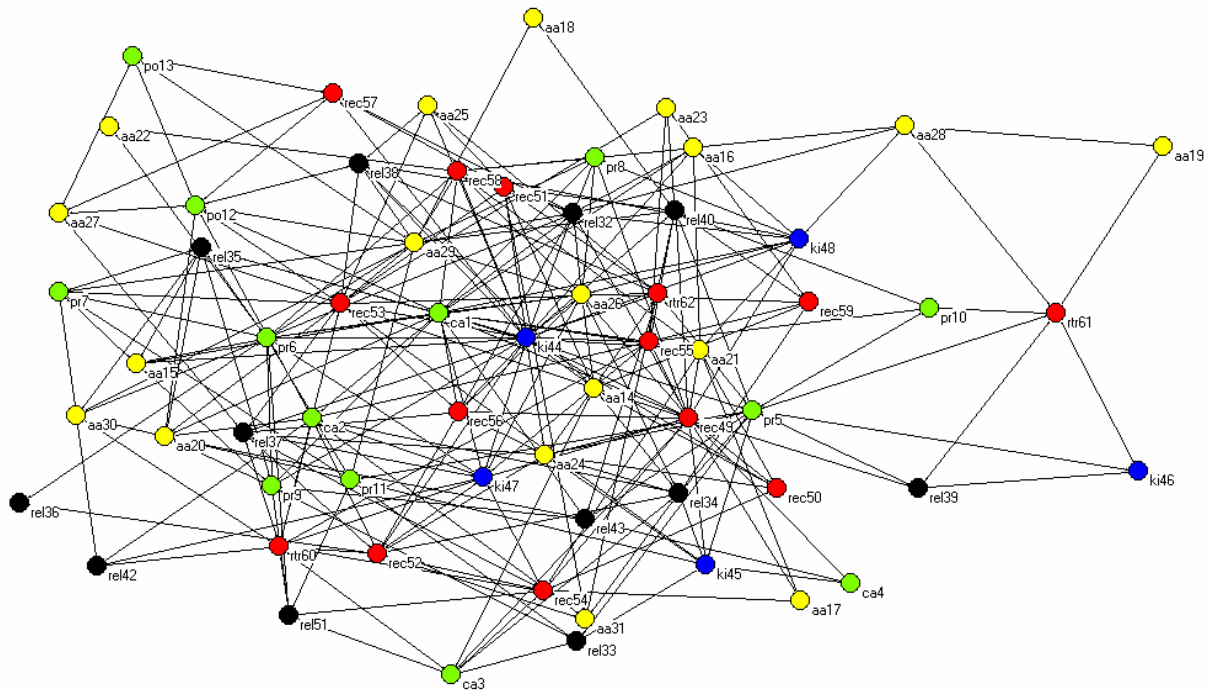 aa18
po13
rec57
aa25
aa23
aa22
aa28
aa16
aa19
pr8
rel38
rec58
rec51
aa27
po12
rel32
rel40
rel35
aa29
ki48
pr7
rec53
ca1
aa26
rtr62
rec59
pr10
rtr61
pr6
ki44
rec55
aa21
aa15
aa14
aa30
ca2
rec56
rec49
pr5
aa20
rel37
aa24
pr9
pr11
ki47
rel34
rec50
rel39
ki46
rel36
rel43
rtr60
rec52
rel42
ki45
ca4
rec54
aa17
rel51
aa31
rel33
ca3